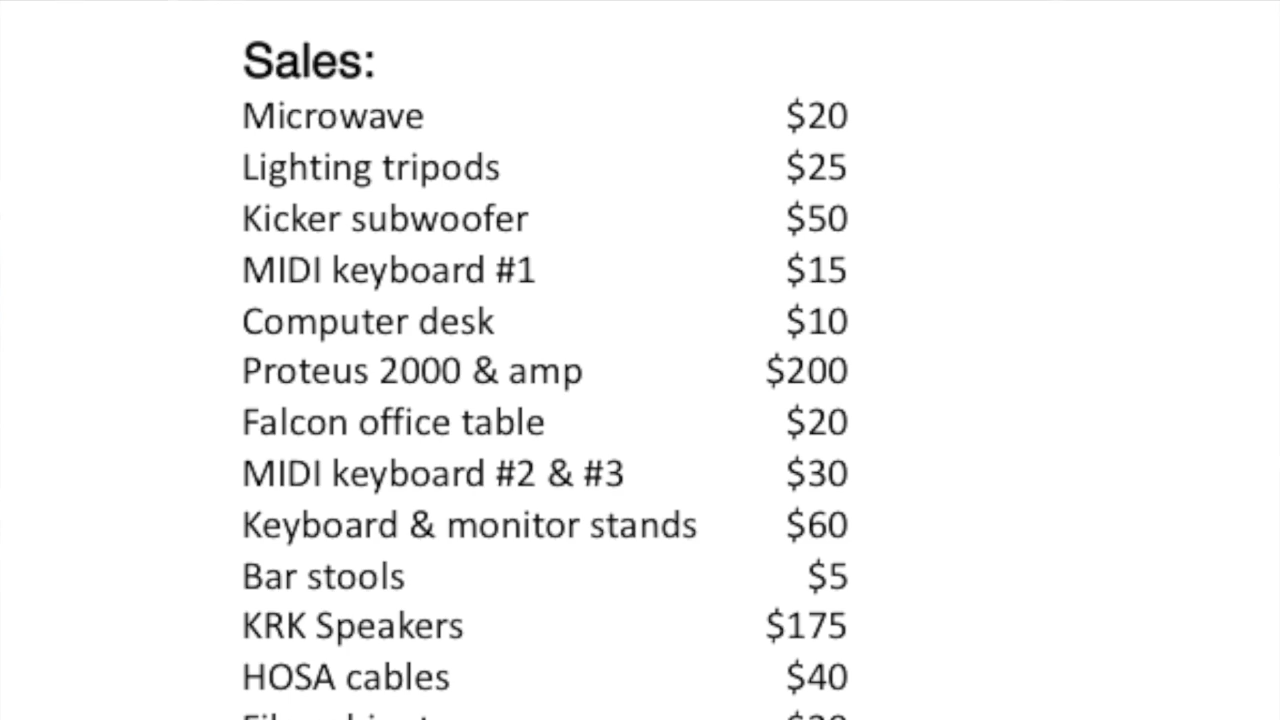 Sales:
Microwave $20
Lighting tripods $25
Kicker subwoofer $50
MIDI keyboard #1 $15
Computer desk $10
Proteus 2000 & amp $200
Falcon office table $20
MIDI keyboard #2 & #3 $30
Keyboard & monitor stands $60
Bar stools $5
KRK Speakers $175
HOSA cables $40